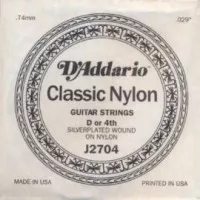 .74mm .029"
D'Addario
Classic Nylon
GUITAR STRINGS
D or 4th
SILVERPLATED WOUND
ON NYLON
J2704
MADE IN USA PRINTED IN USA